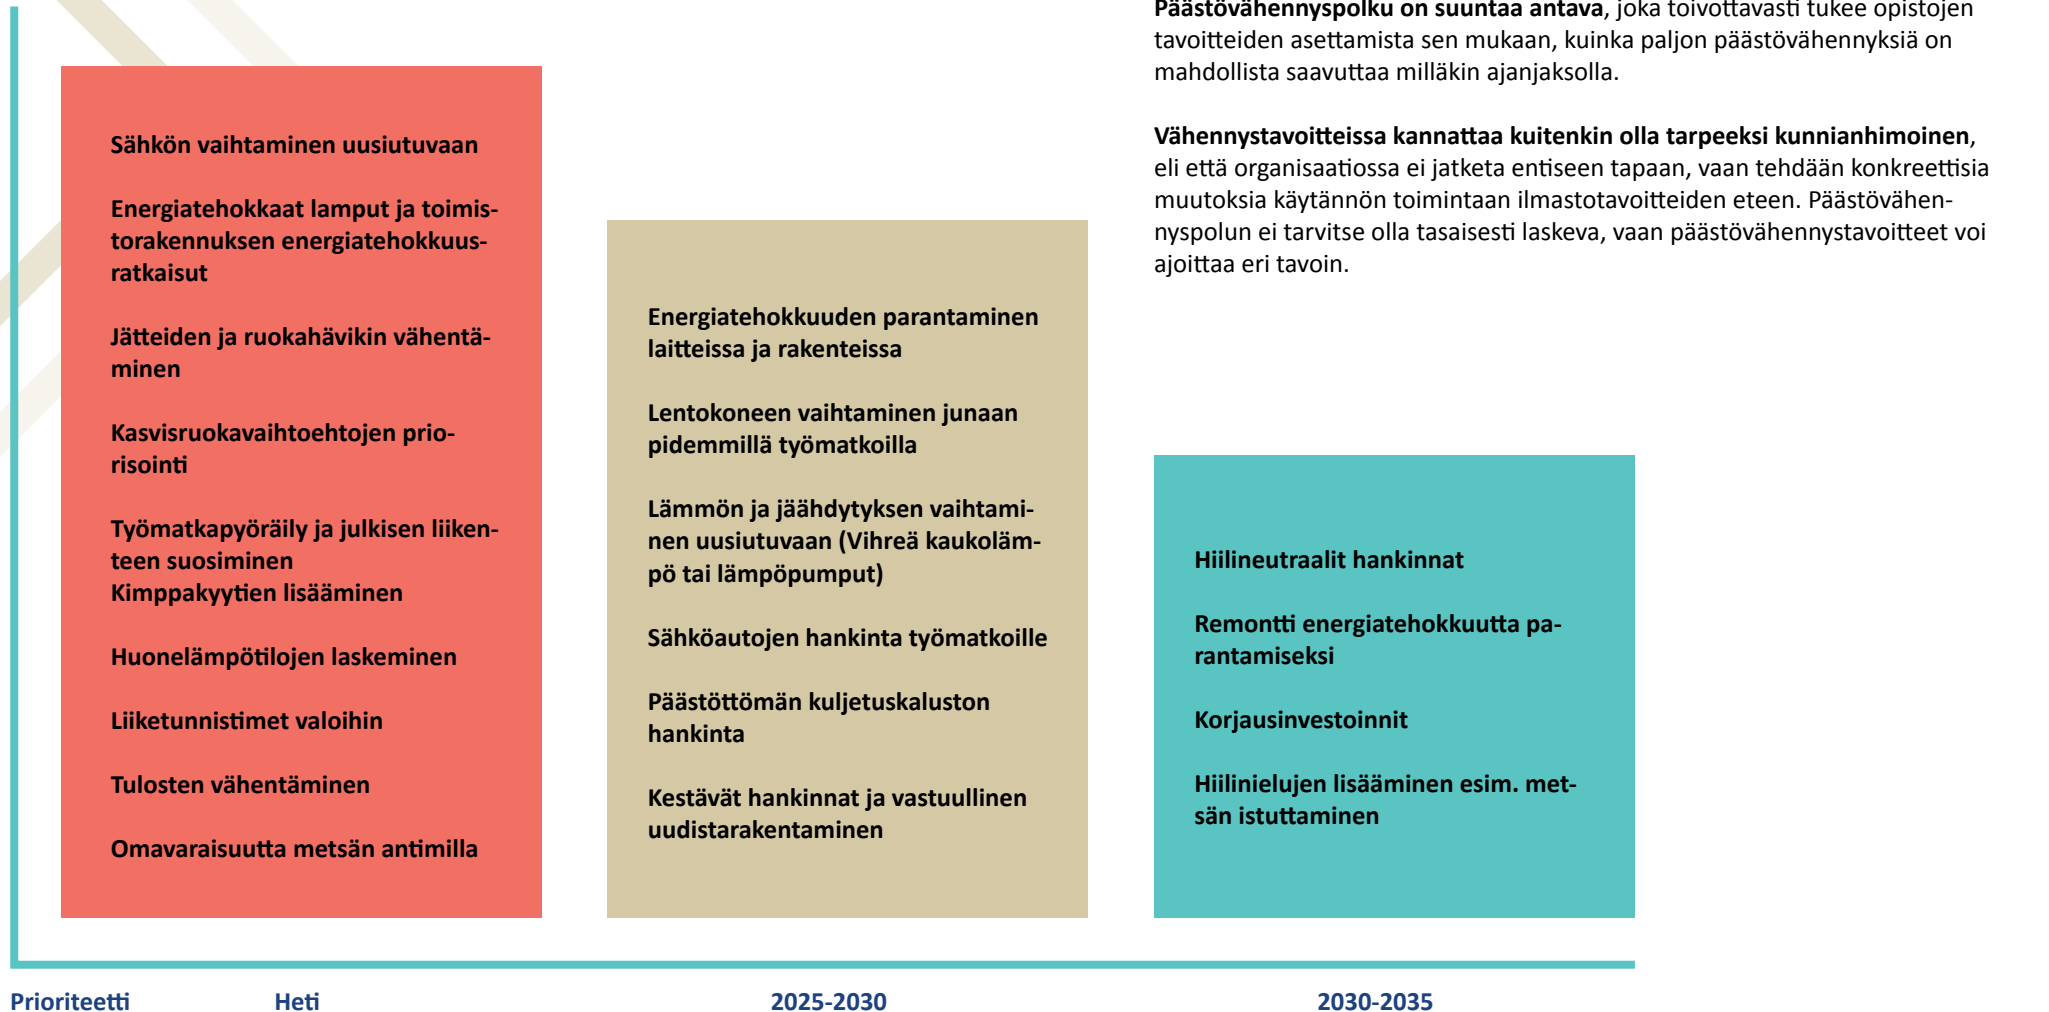 Päästövähennyspolku on suuntaa antava, joka toivottavasti tukee opistojen
tavoitteiden asettamista sen mukaan, kuinka paljon päästövähennyksiä on
mahdollista saavuttaa milläkin ajanjaksolla.
Vähennystavoitteissa kannattaa kuitenkin olla tarpeeksi kunnianhimoinen,
eli että organisaatiossa ei jatketa entiseen tapaan, vaan tehdään konkreettisia
muutoksia käytännön toimintaan ilmastotavoitteiden eteen. Päästövähen-
nyspolun ei tarvitse olla tasaisesti laskeva, vaan päästövähennystavoitteet voi
ajoittaa eri tavoin.
Sähkön vaihtaminen uusiutuvaan
Energiatehokkaat lamput ja toimis-
torakennuksen energiatehokkuus-
ratkaisut
Jätteiden ja ruokahävikin vähentä-
minen
Kasvisruokavaihtoehtojen prio-
risointi
Työmatkapyöräily ja julkisen liiken-
teen suosiminen
Kimppakyytien lisääminen
Huonelämpötilojen laskeminen
Liiketunnistimet valoihin
Tulosten vähentäminen
Omavaraisuutta metsän antimilla
Energiatehokkuuden parantaminen
laitteissa ja rakenteissa
Lentokoneen vaihtaminen junaan
pidemmillä työmatkoilla
Lämmön ja jäähdytyksen vaihtami-
nen uusiutuvaan (Vihreä kaukoläm-
pö tai lämpöpumput)
Sähköautojen hankinta työmatkoille
Päästöttömän kuljetuskaluston
hankinta
Kestävät hankinnat ja vastuullinen
uudistarakentaminen
Hiilineutraalit hankinnat
Remontti energiatehokkuutta pa-
rantamiseksi
Korjausinvestoinnit
Hiilinielujen lisääminen esim. met-
sän istuttaminen
Prioriteetti Heti 2025-2030 2030-2035